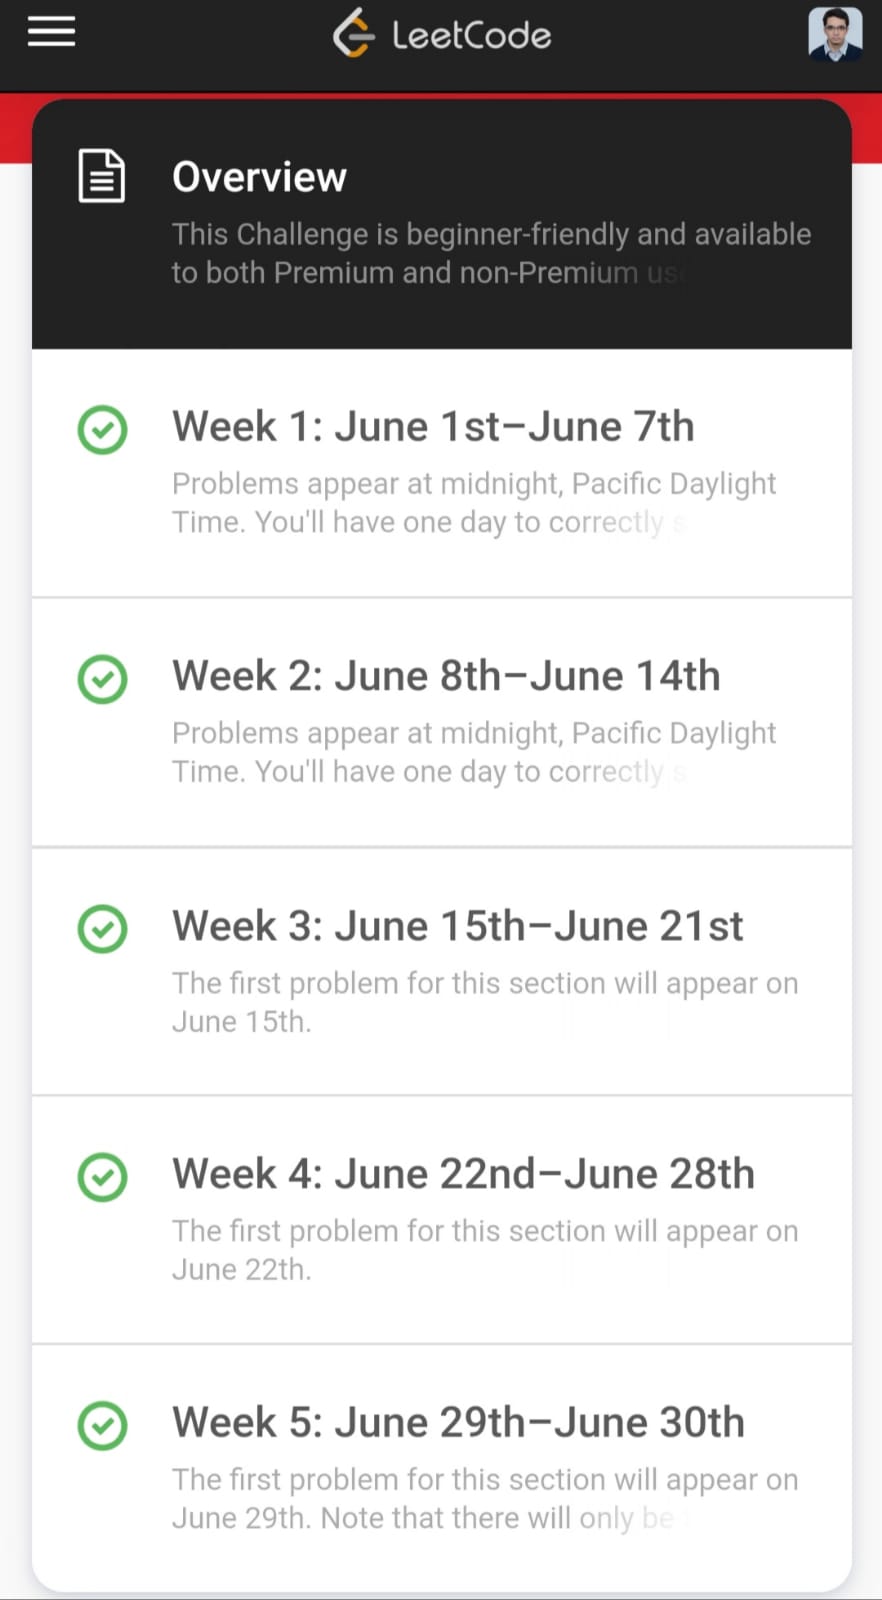 LeetCode
Overview
This Challenge is beginner-friendly and available
to both Premium and non-Premium
Week 1: June 1st–June 7th
Problems appear at midnight, Pacific Daylight
Time. You'll have one day to correctly
Week 2: June 8th–June 14th
Problems appear at midnight, Pacific Daylight
Time. You'll have one day to correctly
Week 3: June 15th–June 21st
The first problem for this section will appear on
June 15th.
Week 4: June 22nd–June 28th
The first problem for this section will appear on
June 22th.
Week 5: June 29th–June 30th
The first problem for this section will appear on
June 29th. Note that there will only be